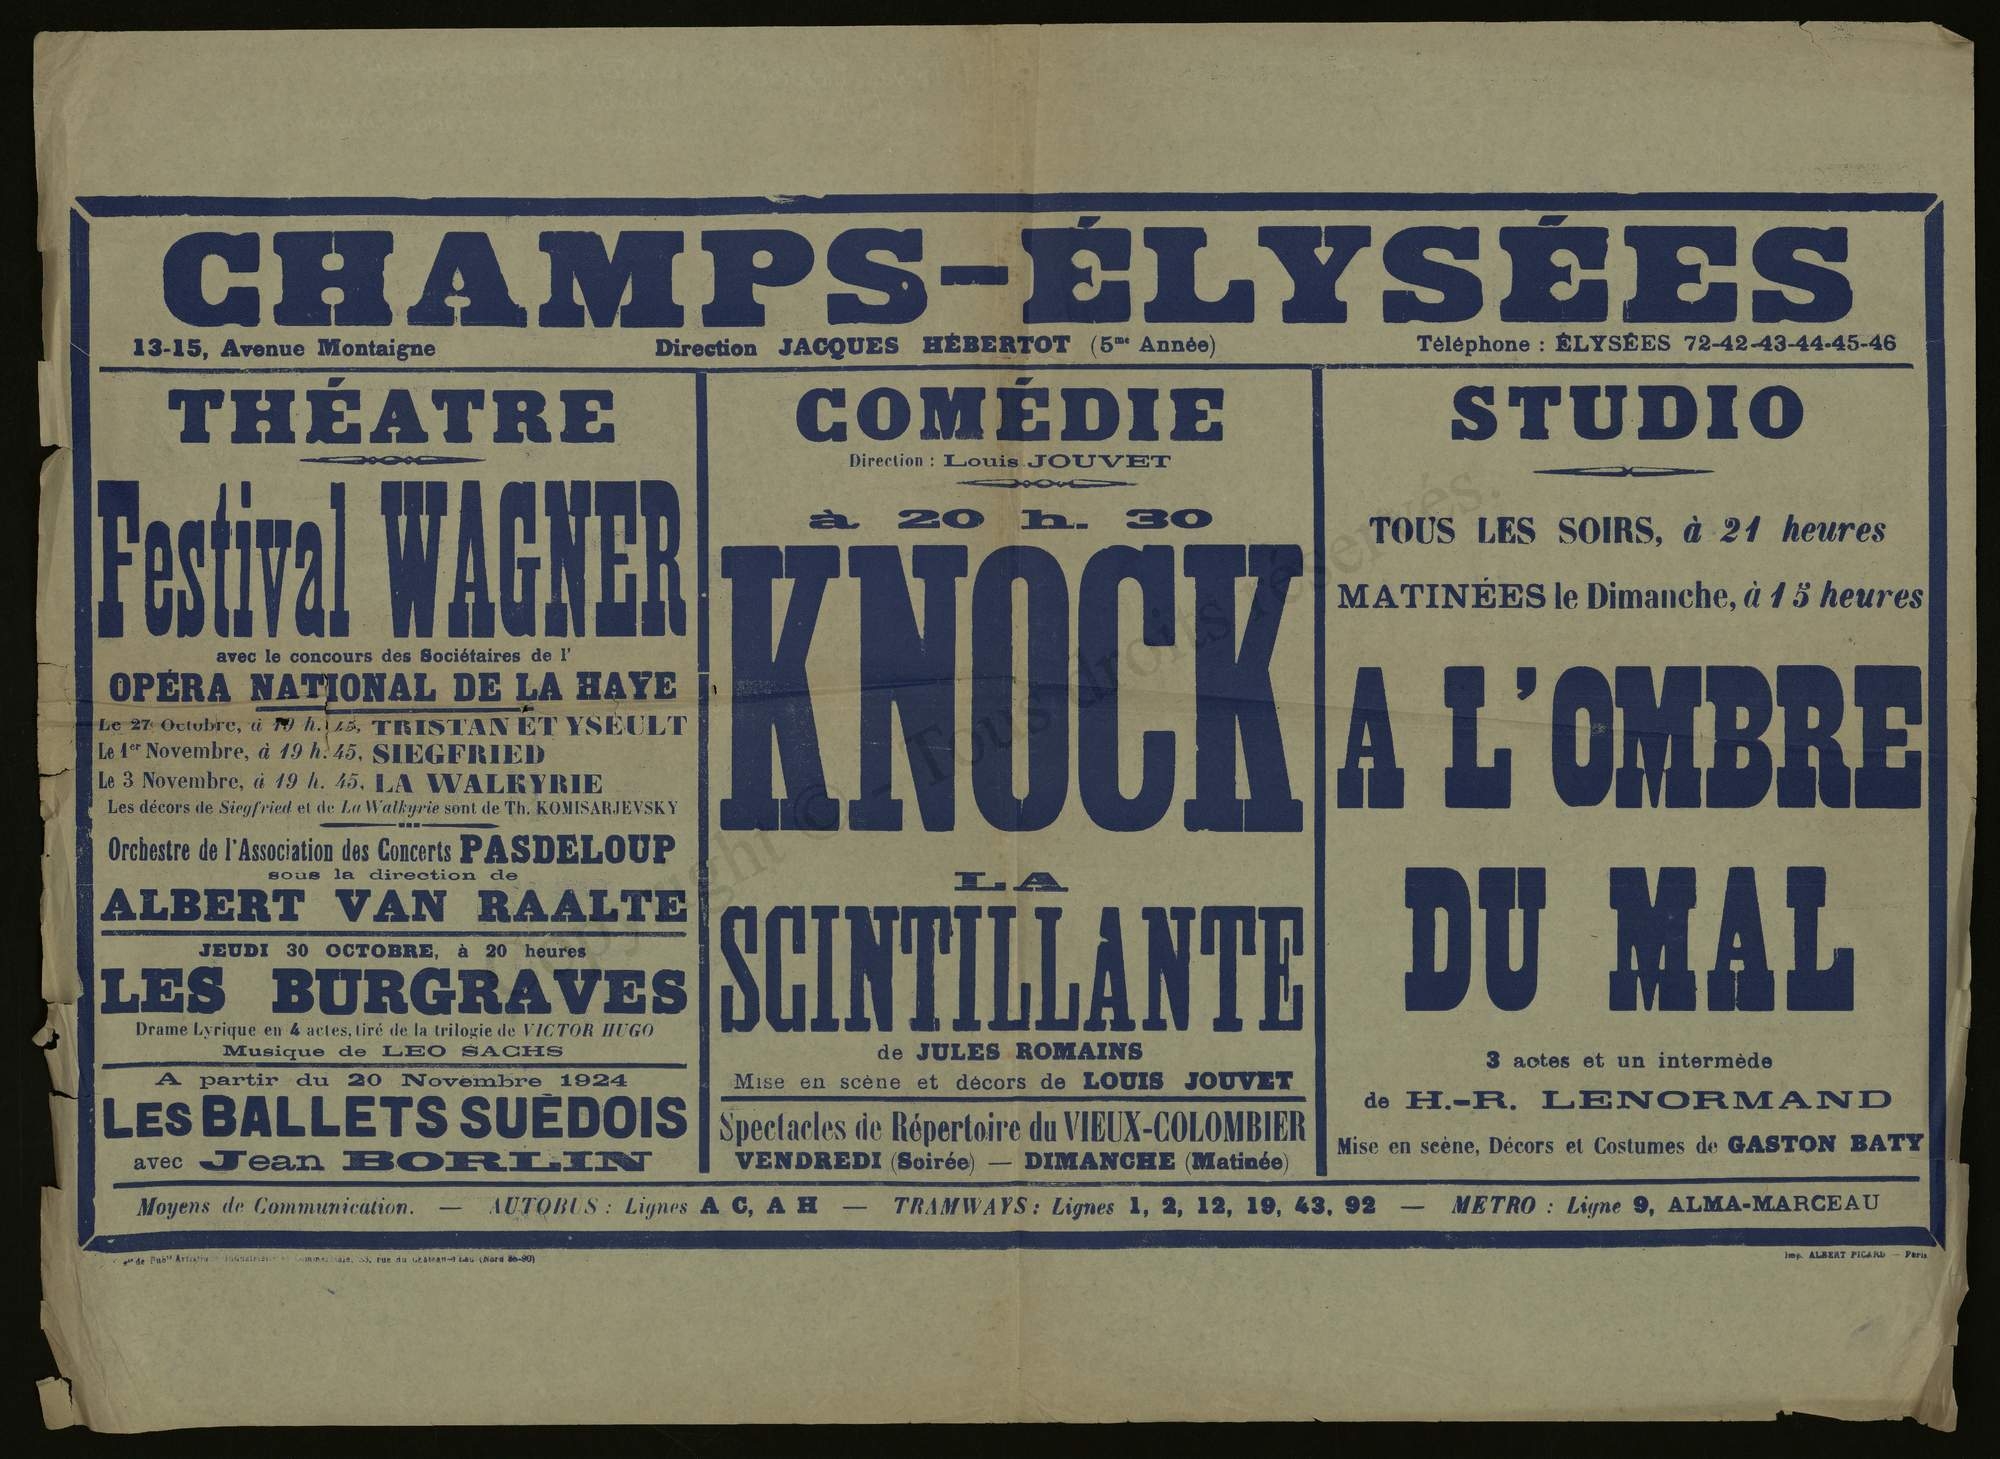 CHAMPS-ÉLYSÉES
13-15, Avenue Montaigne
Direction JACQUES HÉBERTOT (5me Année)
Téléphone : ÉLYSÉES 72-42-43-44-45-46
THÉATRE
Festival WAGNER
avec le concours des Sociétaires de l'
OPÉRA NATIONAL DE LA HAYE
Le 27 Octobre, à 19 h. 45, TRISTAN ET YSEULT
Le 1er Novembre, à 19 h. 45, SIEGFRIED
Le 3 Novembre, à 19 h. 45, LA WALKYRIE
Les décors de Siegfried et de La Walkyrie sont de Th. KOMISARJEVSKY
Orchestre de l'Association des Concerts PASDELOUP
sous la direction de
ALBERT VAN RAALTE
JEUDI 30 OCTOBRE, à 20 heures
LES BURGRAVES
Drame Lyrique en 4 actes, tiré de la trilogie de VICTOR HUGO
Musique de LEO SACHS
A partir du 20 Novembre 1924
LES BALLETS SUÈDOIS
avec Jean BORLIN
COMÉDIE
Direction : Louis JOUVET
à 20 h. 30
KNOCK
LA
SCINTILLANTE
de JULES ROMAINS
Mise en scène et décors de LOUIS JOUVET
Spectacles de Répertoire du VIEUX-COLOMBIER
VENDREDI (Soirée) — DIMANCHE (Matinée)
STUDIO
TOUS LES SOIRS, à 21 heures
MATINÉES le Dimanche, à 15 heures
A L'OMBRE
DU MAL
3 actes et un intermède
de H.-R. LENORMAND
Mise en scène, Décors et Costumes de GASTON BATY
Moyens de Communication. — AUTOBUS : Lignes A C, A H — TRAMWAYS : Lignes 1, 2, 12, 19, 43, 92 — METRO : Ligne 9, ALMA-MARCEAU
rue du Château-d'Eau (Nord
Imp. ALBERT PICARD — Paris
Copyright © - Tous droits réservés.